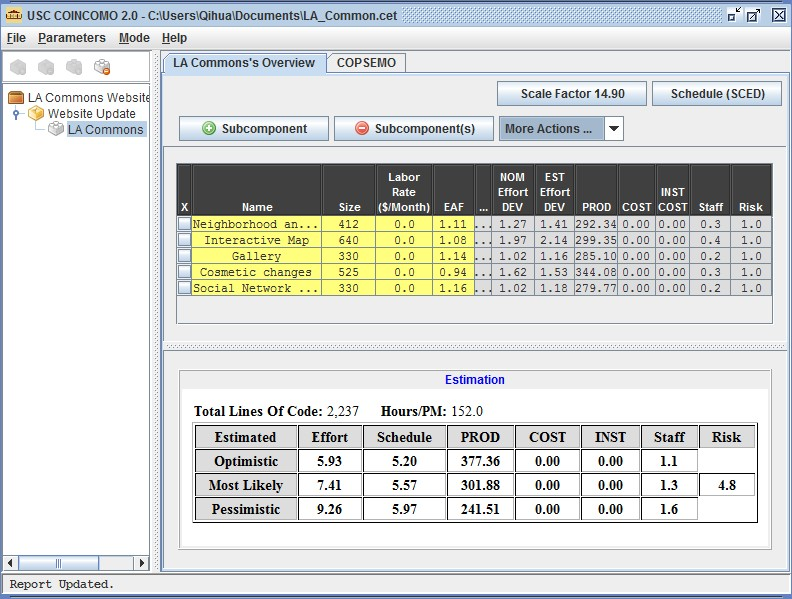 USC COINCOMO 2.0 - C:\Users\Qihua\Documents\LA_Common.cet
File Parameters Mode Help
LA Commons Website
Website Update
LA Commons
LA Commons's Overview COPSEMO
Scale Factor 14.90 Schedule (SCED)
Subcomponent Subcomponent(s) More Actions ...
X Name Size Labor Rate ($/Month) EAF ... NOM Effort DEV EST Effort DEV PROD COST INST COST Staff Risk
Neighborhood an... 412 0.0 1.11 ... 1.27 1.41 292.34 0.00 0.00 0.3 1.0
Interactive Map 640 0.0 1.08 ... 1.97 2.14 299.35 0.00 0.00 0.4 1.0
Gallery 330 0.0 1.14 ... 1.02 1.16 285.10 0.00 0.00 0.2 1.0
Cosmetic changes 525 0.0 0.94 ... 1.62 1.53 344.08 0.00 0.00 0.3 1.0
Social Network ... 330 0.0 1.16 ... 1.02 1.18 279.77 0.00 0.00 0.2 1.0
Estimation
Total Lines Of Code: 2,237 Hours/PM: 152.0
Estimated Effort Schedule PROD COST INST Staff Risk
Optimistic 5.93 5.20 377.36 0.00 0.00 1.1
Most Likely 7.41 5.57 301.88 0.00 0.00 1.3 4.8
Pessimistic 9.26 5.97 241.51 0.00 0.00 1.6
Report Updated.